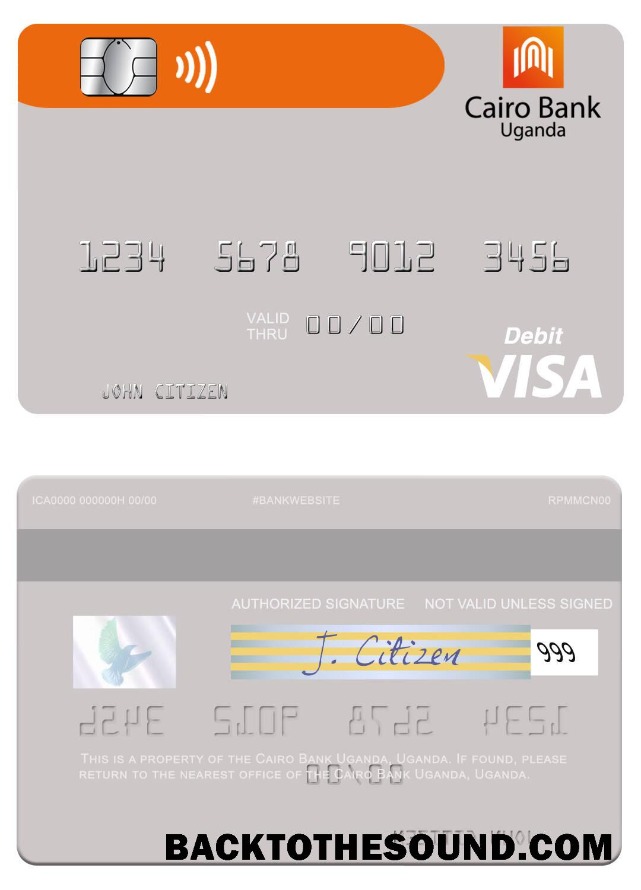 Cairo Bank
Uganda
1234 5678 9012 3456
VALID
THRU 00/00
Debit
VISA
JOHN CITIZEN
ICA0000 000000H 00/00 #BANKWEBSITE RPMMCN00
AUTHORIZED SIGNATURE NOT VALID UNLESS SIGNED
J. Citizen 999
THIS IS A PROPERTY OF THE CAIRO BANK UGANDA, UGANDA. IF FOUND, PLEASE
RETURN TO THE NEAREST OFFICE OF THE CAIRO BANK UGANDA, UGANDA.
BACKTOTHESOUND.COM